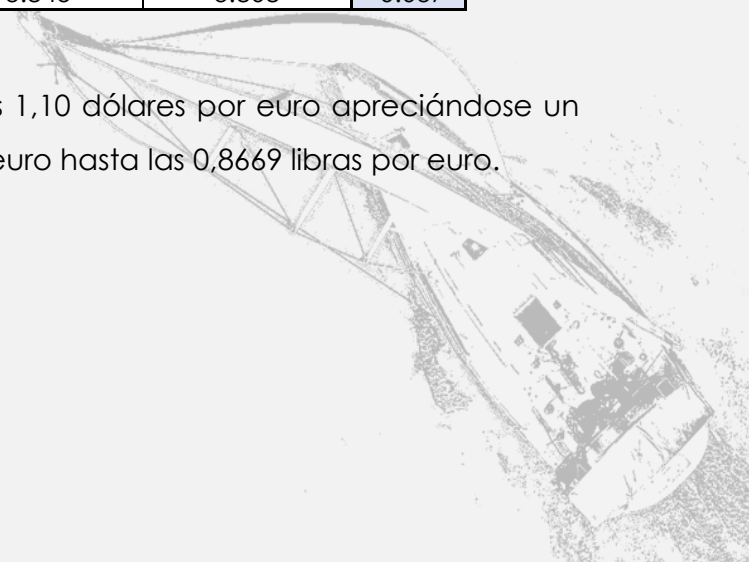 s 1,10 dólares por euro apreciándose un
euro hasta las 0,8669 libras por euro.